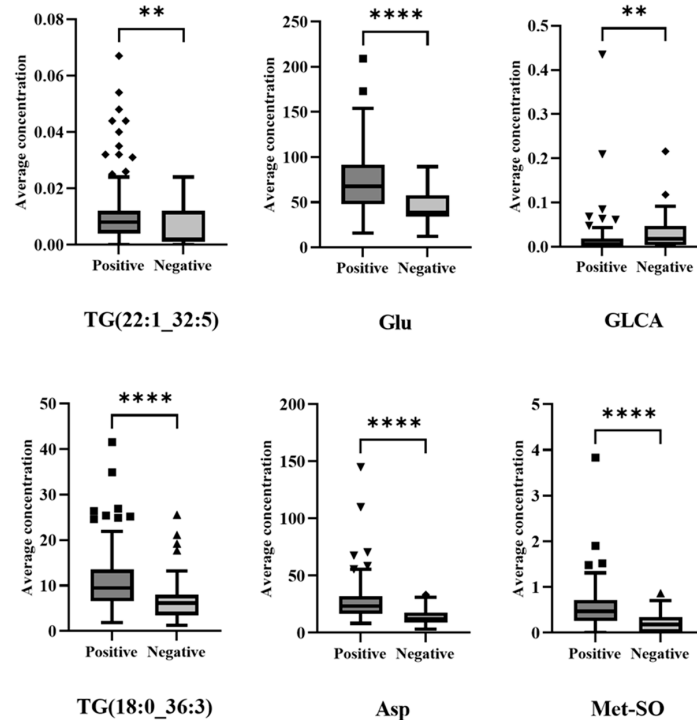 **
Average concentration
0.08
0.06
0.04
0.02
0.00
Positive Negative
TG(22:1_32:5)
****
Average concentration
250
200
150
100
50
0
Positive Negative
Glu
**
Average concentration
0.5
0.4
0.3
0.2
0.1
0.0
Positive Negative
GLCA
****
Average concentration
50
40
30
20
10
0
Positive Negative
TG(18:0_36:3)
****
Average concentration
200
150
100
50
0
Positive Negative
Asp
****
Average concentration
5
4
3
2
1
0
Positive Negative
Met-SO